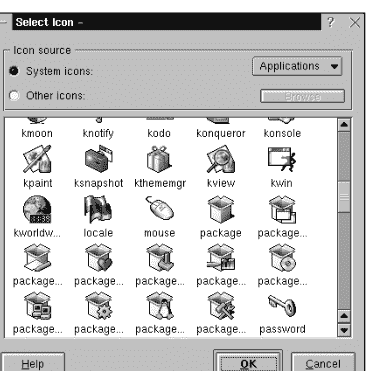 Select Icon -
Icon source
System icons:
Applications
Other icons:
Browse
kmoon knotify kodo konqueror konsole
kpaint ksnapshot kthememgr kview kwin
kworldw... locale mouse package package...
package... package... package... package... package...
package... package... package... package... password
Help
OK
Cancel